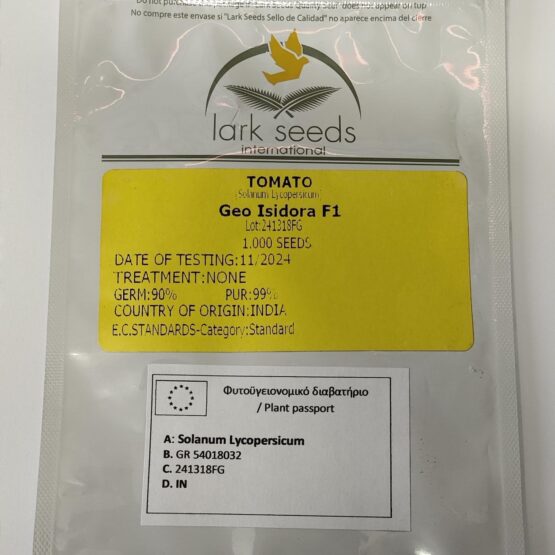 No compre este envase si "Lark Seeds Sello de Calidad" no aparece encima del cierre
lark seeds
international
TOMATO
(Solanum Lycopersicum)
Geo Isidora F1
Lot:241318FG
1.000 SEEDS
DATE OF TESTING:11/2024
TREATMENT:NONE
GERM:90% PUR:99%
COUNTRY OF ORIGIN:INDIA
E.C.STANDARDS-Category:Standard
Φυτοϋγειονομικό διαβατήριο
/ Plant passport
A: Solanum Lycopersicum
B. GR 54018032
C. 241318FG
D. IN